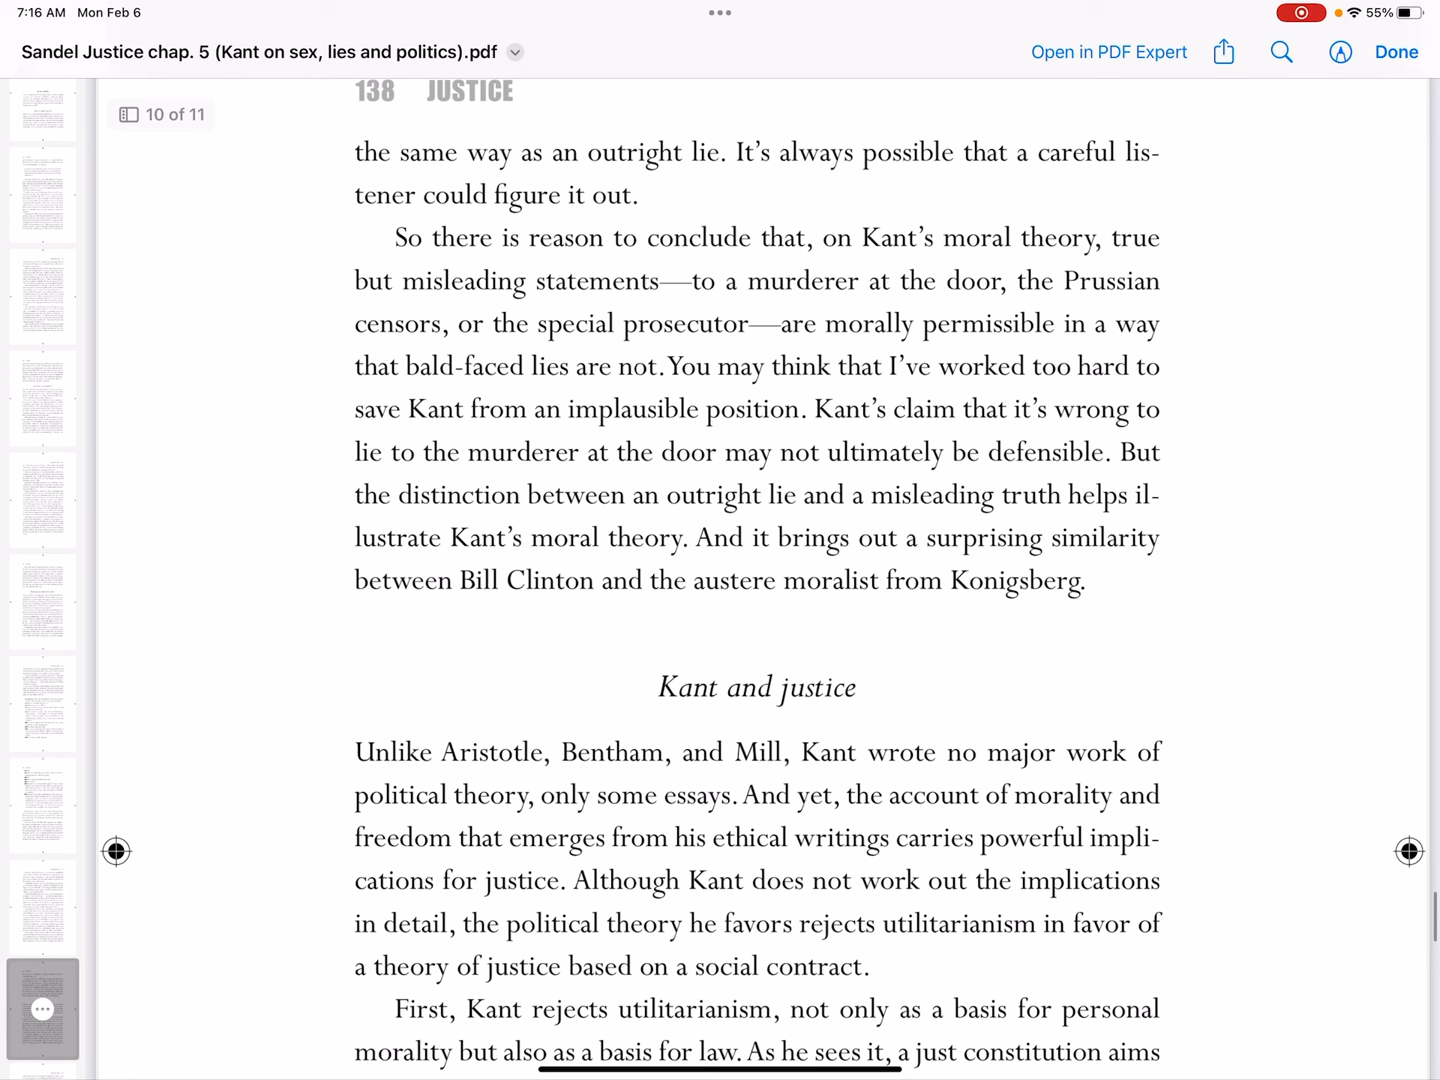 7:16 AM Mon Feb 6
55%
Sandel Justice chap. 5 (Kant on sex, lies and politics).pdf
Open in PDF Expert
Done
10 of 11
138 JUSTICE
the same way as an outright lie. It’s always possible that a careful lis-
tener could figure it out.
So there is reason to conclude that, on Kant’s moral theory, true
but misleading statements—to a murderer at the door, the Prussian
censors, or the special prosecutor—are morally permissible in a way
that bald-faced lies are not. You may think that I’ve worked too hard to
save Kant from an implausible position. Kant’s claim that it’s wrong to
lie to the murderer at the door may not ultimately be defensible. But
the distinction between an outright lie and a misleading truth helps il-
lustrate Kant’s moral theory. And it brings out a surprising similarity
between Bill Clinton and the austere moralist from Konigsberg.
Kant and justice
Unlike Aristotle, Bentham, and Mill, Kant wrote no major work of
political theory, only some essays. And yet, the account of morality and
freedom that emerges from his ethical writings carries powerful impli-
cations for justice. Although Kant does not work out the implications
in detail, the political theory he favors rejects utilitarianism in favor of
a theory of justice based on a social contract.
First, Kant rejects utilitarianism, not only as a basis for personal
morality but also as a basis for law. As he sees it, a just constitution aims